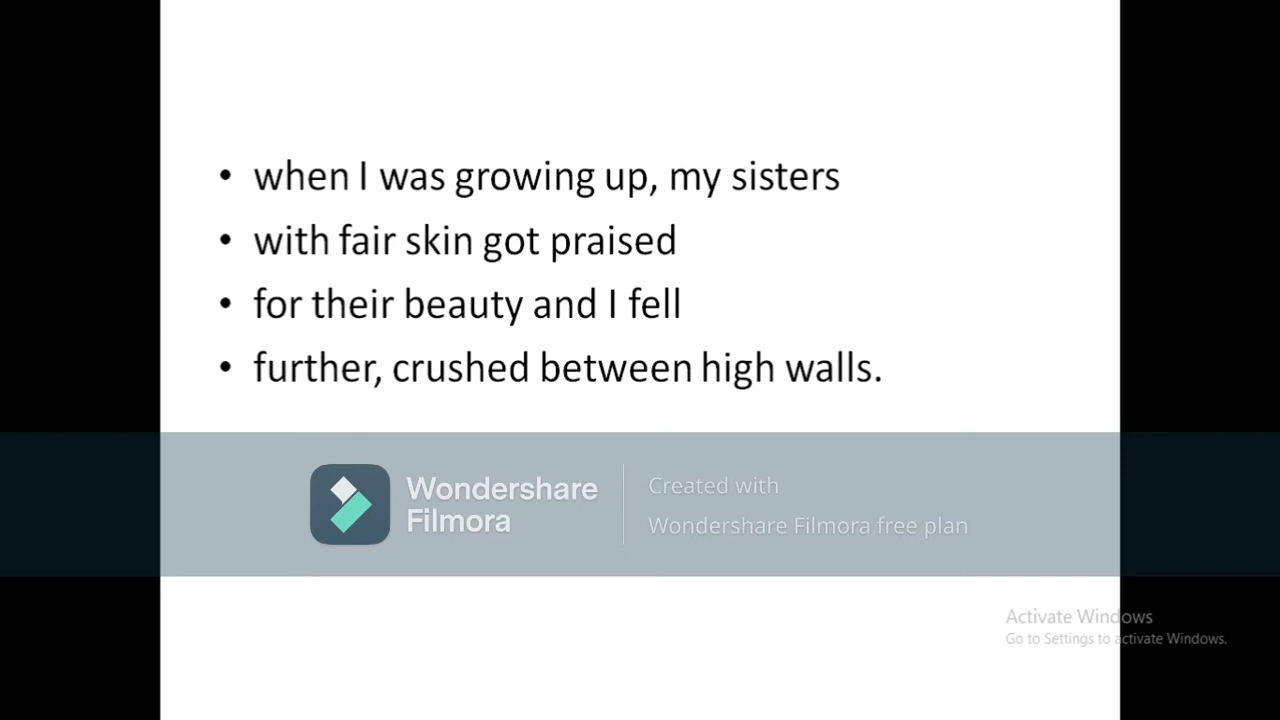 • when I was growing up, my sisters
• with fair skin got praised
• for their beauty and I fell
• further, crushed between high walls.
Wondershare
Filmora
Created with
Wondershare Filmora free plan
Activate Windows
Go to Settings to activate Windows.